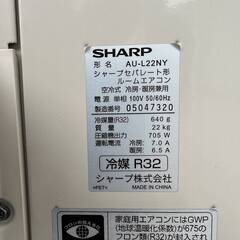 SHARP
形名 AU-L22NY
シャープセパレート形
ルームエアコン
空冷式 冷房・暖房兼用
電源 単相 100V 50/60Hz
製造番号 05047320
冷媒量(R32) 640 g
質量 22 kg
圧縮機出力 705 W
運転電流 冷房 7.0 A
暖房 6.5 A
冷媒 R32
シャープ株式会社
>PET< MADE IN CHINA
家庭用エアコンにはGWP
(地球温暖化係数)が675の
フロン類(R32)が封入され